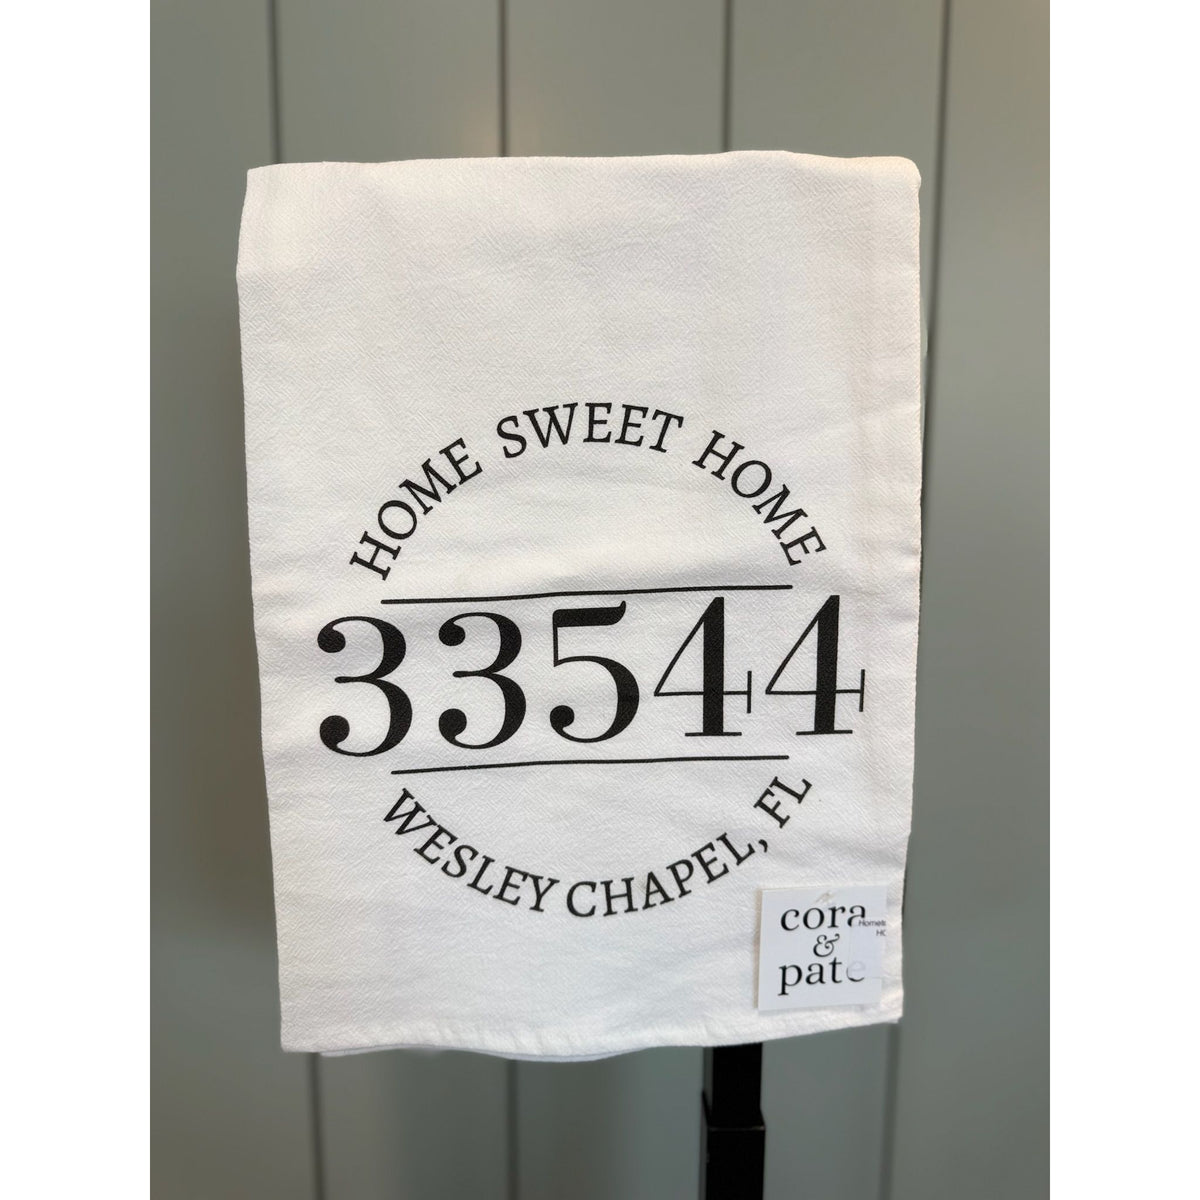 HOME SWEET HOME
33544
WESLEY CHAPEL, FL
cora
&
pate